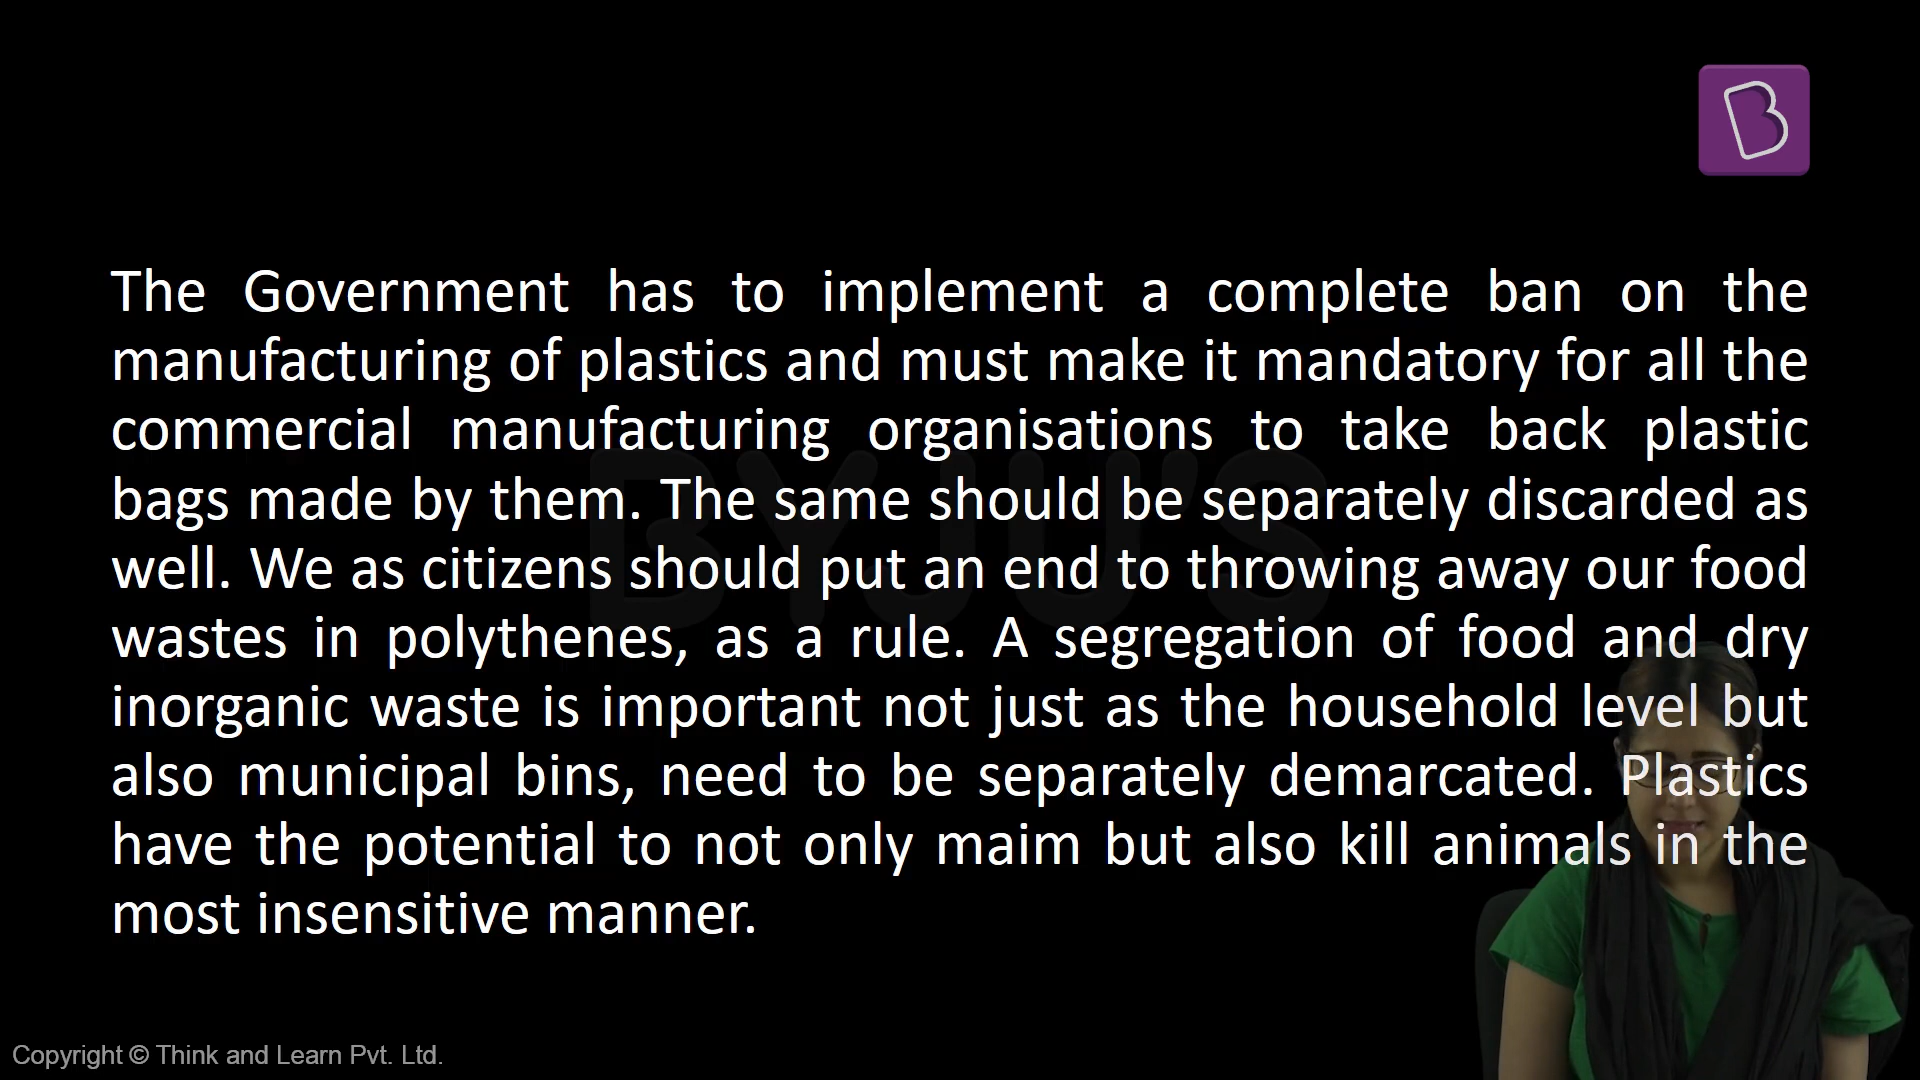 B
The Government has to implement a complete ban on the
manufacturing of plastics and must make it mandatory for all the
commercial manufacturing organisations to take back plastic
bags made by them. The same should be separately discarded as
well. We as citizens should put an end to throwing away our food
wastes in polythenes, as a rule. A segregation of food and dry
inorganic waste is important not just as the household level but
also municipal bins, need to be separately demarcated. Plastics
have the potential to not only maim but also kill animals in the
most insensitive manner.
BYJU'S
Copyright © Think and Learn Pvt. Ltd.